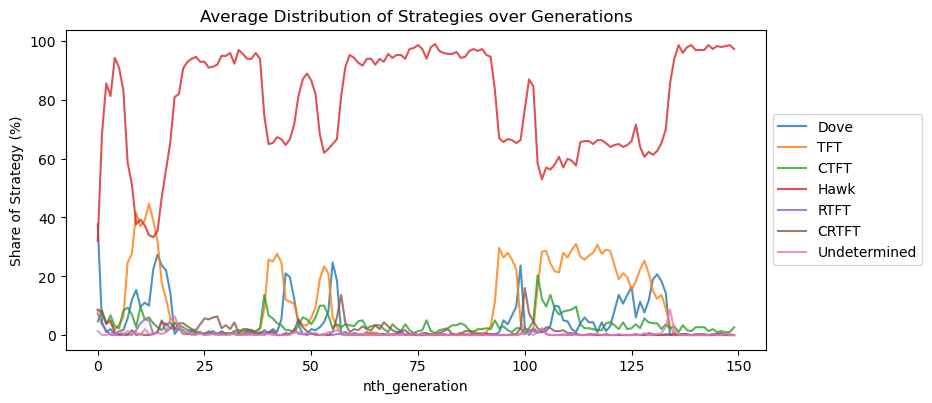 Average Distribution of Strategies over Generations
Share of Strategy (%)
100
80
60
40
20
0
0 25 50 75 100 125 150
nth_generation
Dove
TFT
CTFT
Hawk
RTFT
CRTFT
Undetermined